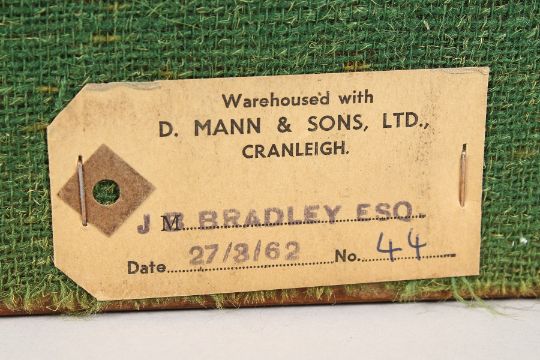 Warehoused with
D. MANN & SONS, LTD.,
CRANLEIGH.
M. J B BRADLEY ESQ
Date 27/3/62 No. 44